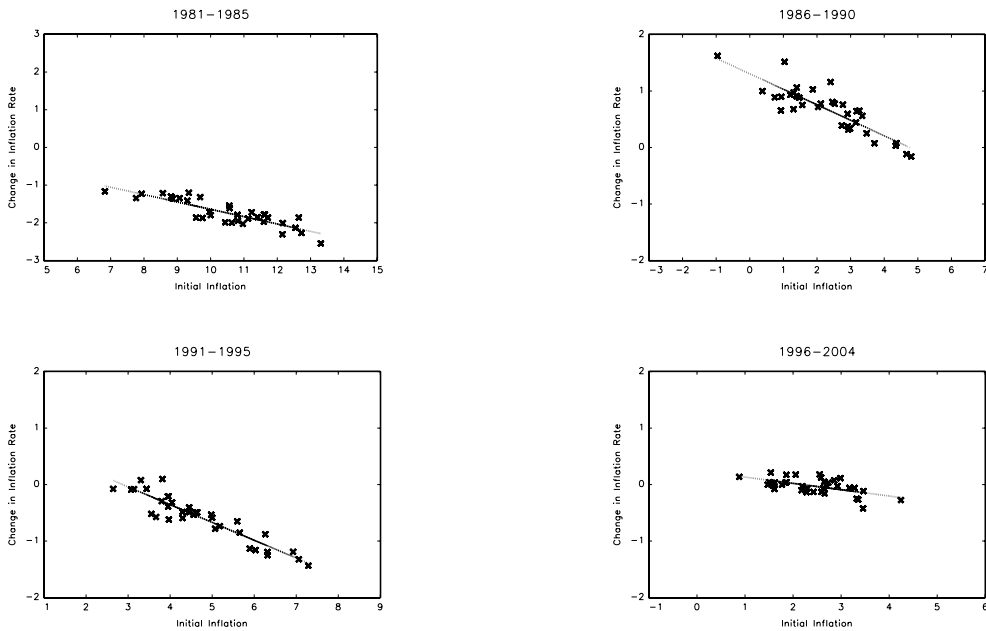 1981-1985
3
2
1
0
-1
-2
-3
Change in Inflation Rate
5 6 7 8 9 10 11 12 13 14 15
Initial Inflation
1986-1990
2
1
0
-1
-2
Change in Inflation Rate
-3 -2 -1 0 1 2 3 4 5 6 7
Initial Inflation
1991-1995
2
1
0
-1
-2
Change in Inflation Rate
1 2 3 4 5 6 7 8 9
Initial Inflation
1996-2004
2
1
0
-1
-2
Change in Inflation Rate
-1 0 1 2 3 4 5 6
Initial Inflation